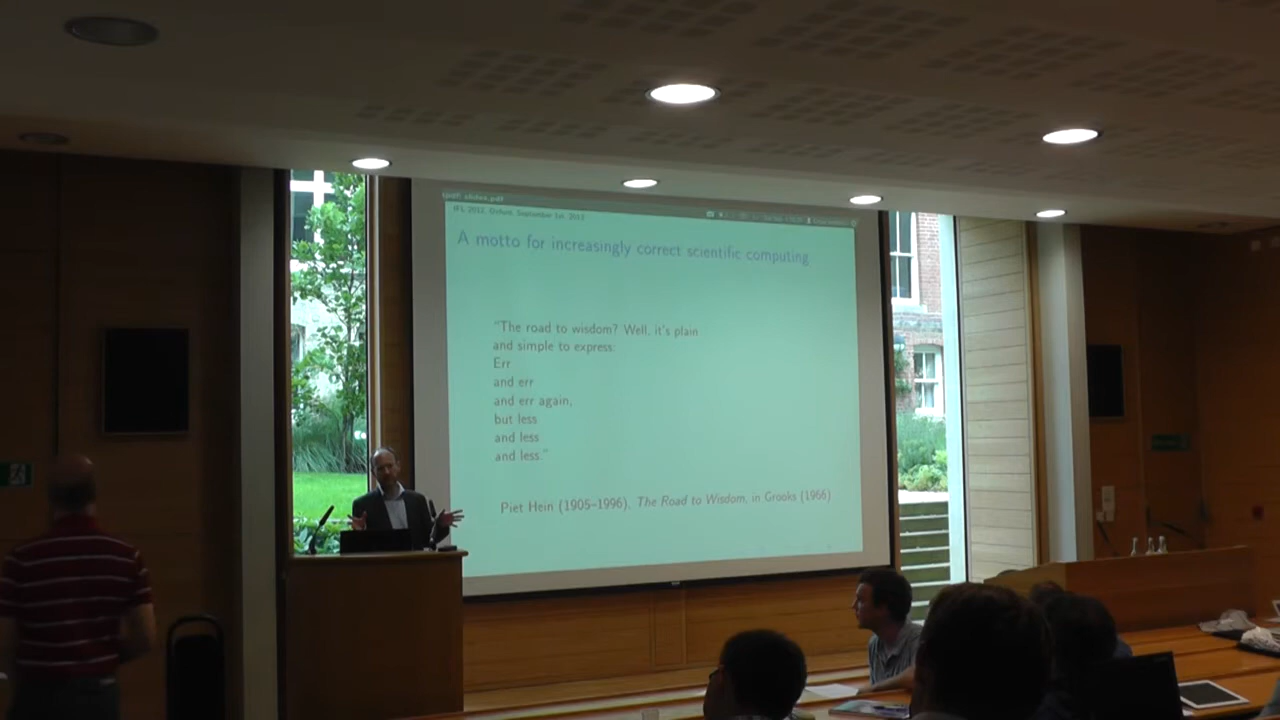 IFL 2012, Oxford, September 1st, 2012
A motto for increasingly correct scientific computing
"The road to wisdom? Well, it's plain
and simple to express:
Err
and err
and err again,
but less
and less
and less."
Piet Hein (1905–1996), The Road to Wisdom, in Grooks (1966)